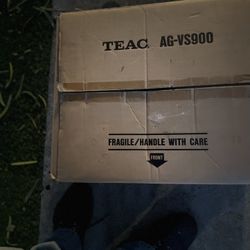 TEAC AG-VS900
FRAGILE/HANDLE WITH CARE
FRONT